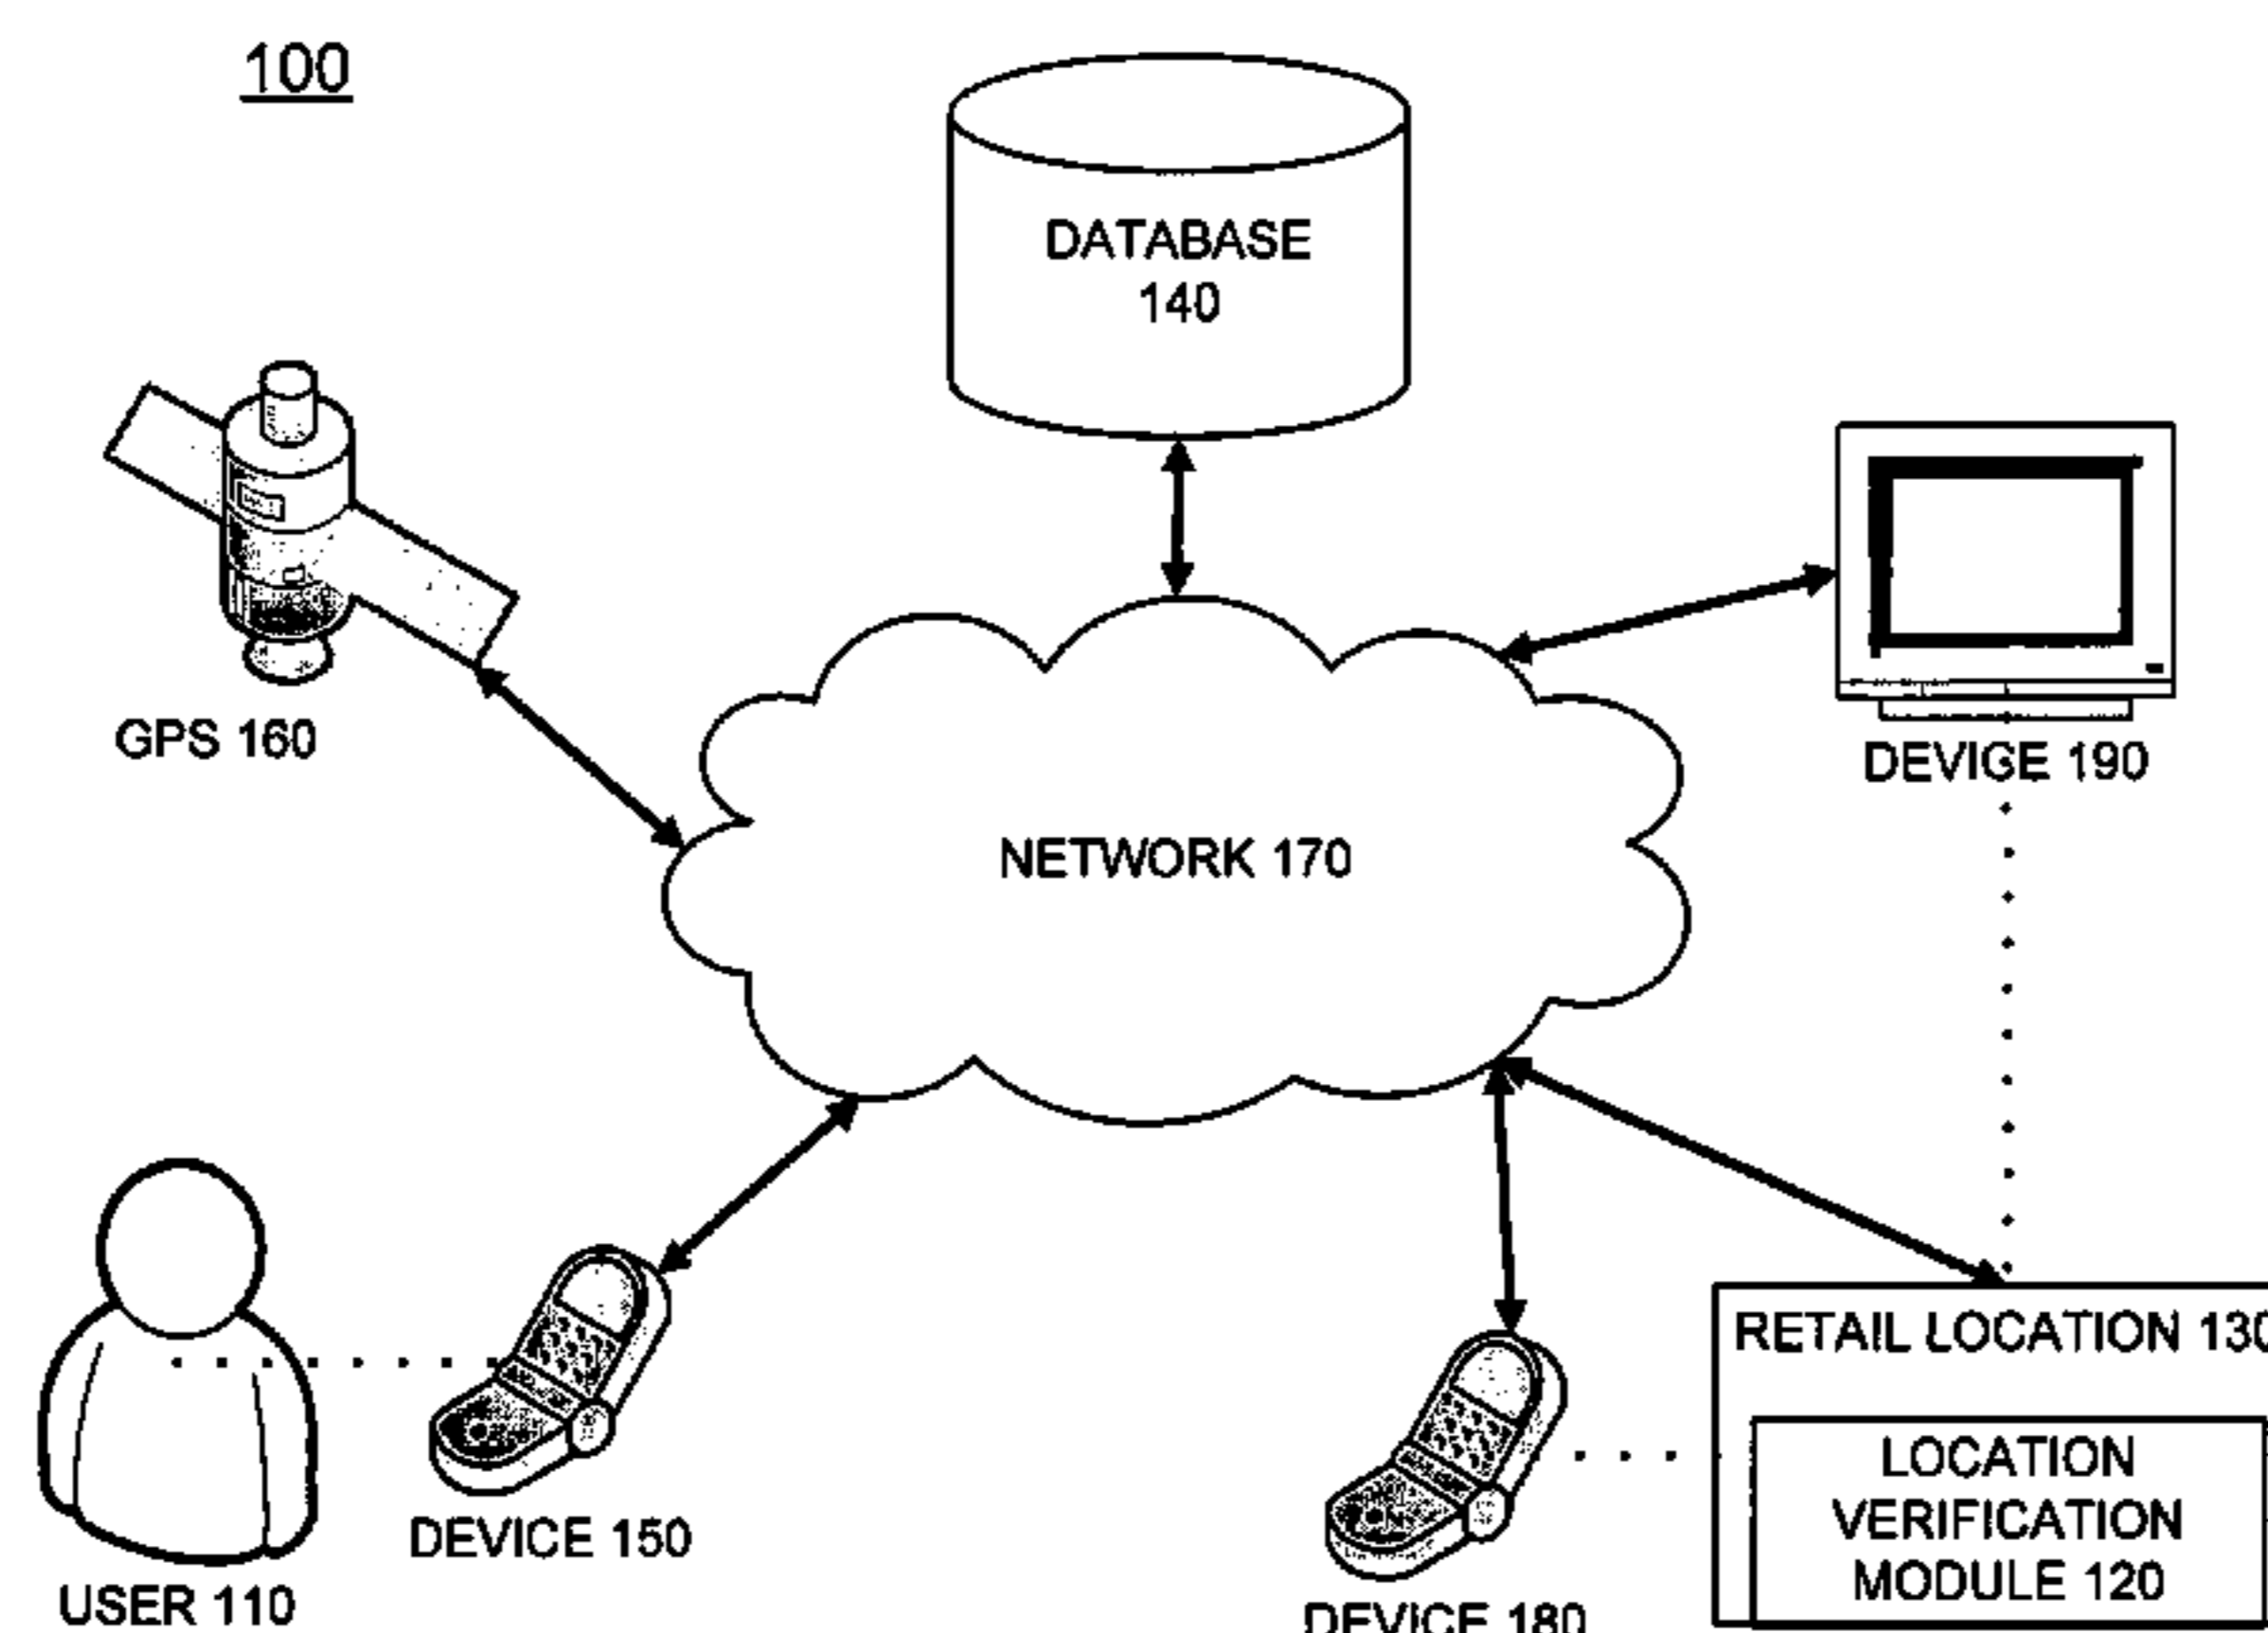 100
DATABASE
140
GPS 160
DEVICE 190
NETWORK 170
RETAIL LOCATION 130
LOCATION
VERIFICATION
MODULE 120
DEVICE 150
USER 110
DEVICE 180